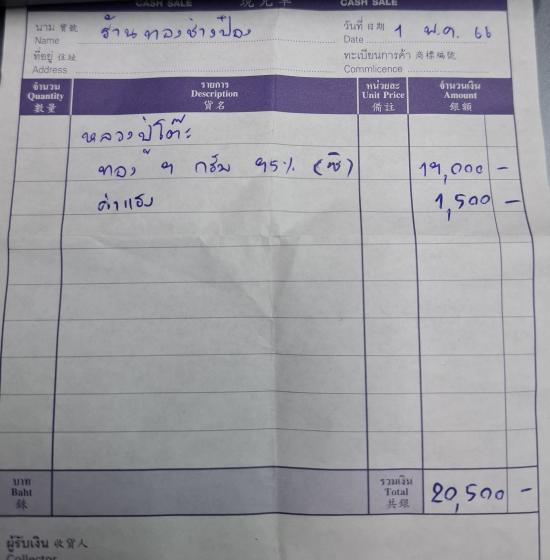 CASH SALE 現兌單 CASH SALE
นาม 寶號 Name ร้านทองช่างป๋อง วันที่ 日期 Date 1 พ.ค. 66
ที่อยู่ 住址 Address ทะเบียนการค้า 商標編號 Commlicence
จำนวน Quantity 數量 รายการ Description 貨名 หน่วยละ Unit Price 備註 จำนวนเงิน Amount 銀額
หลวงปู่โต๊ะ
ทอง 9 กรัม 95% 19,000 -
ค่าแรง 1,500 -
บาท Baht 銖 รวมเงิน Total 共銀 20,500 -
ผู้รับเงิน 收貨人
Collector